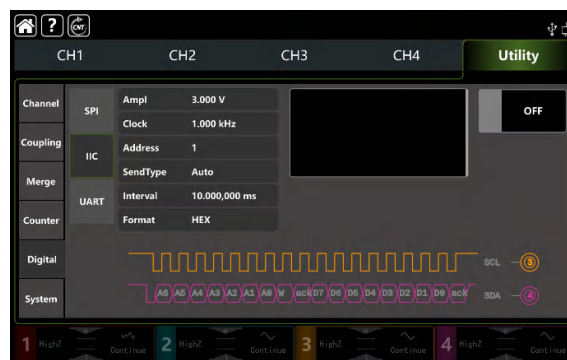 ? CNT
CH1 CH2 CH3 CH4 Utility
Channel
Coupling
Merge
Counter
Digital
System
SPI
IIC
UART
Ampl 3.000 V
Clock 1.000 kHz
Address 1
SendType Auto
Interval 10.000,000 ms
Format HEX
OFF
SCL 3
A6 A5 A4 A3 A2 A1 A0 W ack D7 D6 D5 D4 D3 D2 D1 D0 ack SDA 4
1 HighZ Continue 2 HighZ Continue 3 HighZ Continue 4 HighZ Continue